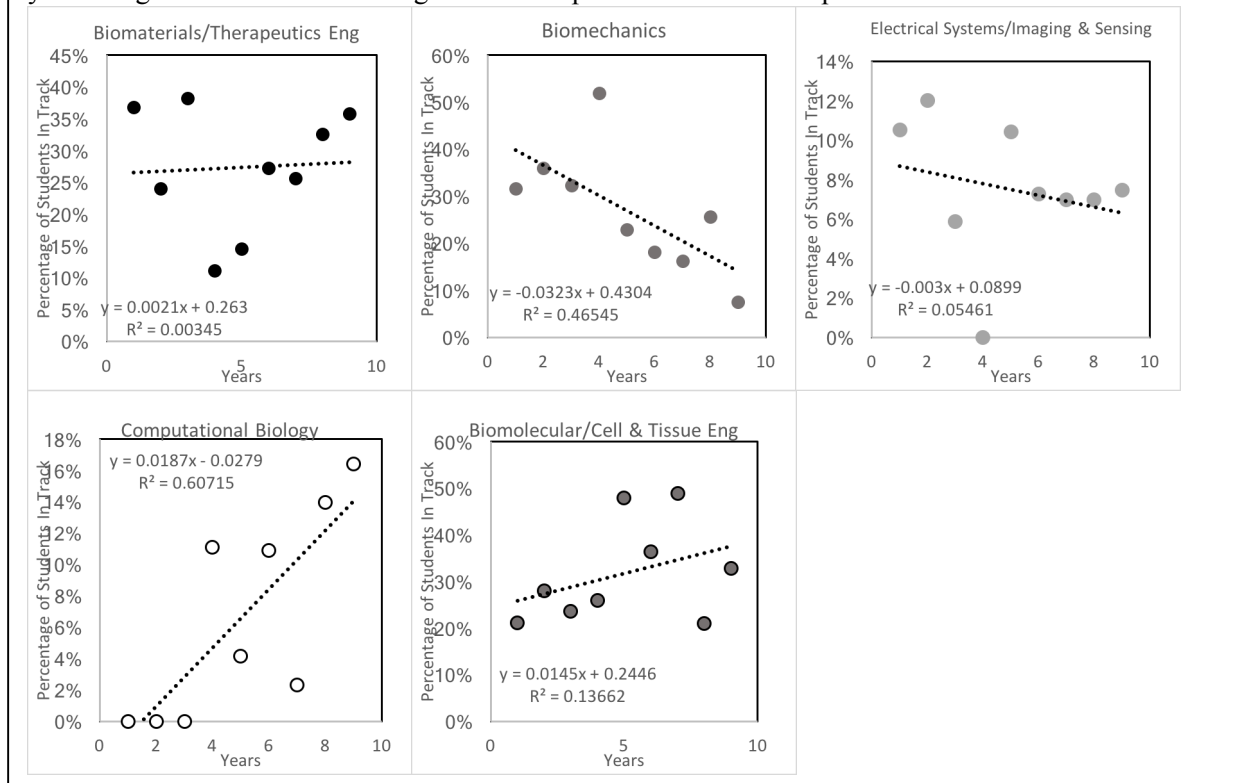 Biomaterials/Therapeutics Eng
Percentage of Students In Track
45%
40%
35%
30%
25%
20%
15%
10%
5%
0%
y = 0.0021x + 0.263
R² = 0.00345
0
5
10
Years
Biomechanics
Percentage of Students In Track
60%
50%
40%
30%
20%
10%
0%
y = -0.0323x + 0.4304
R² = 0.46545
0
2
4
6
8
10
Years
Electrical Systems/Imaging & Sensing
Percentage of Students In Track
14%
12%
10%
8%
6%
4%
2%
0%
y = -0.003x + 0.0899
R² = 0.05461
0
2
4
6
8
10
Years
Computational Biology
Percentage of Students In Track
18%
16%
14%
12%
10%
8%
6%
4%
2%
0%
y = 0.0187x - 0.0279
R² = 0.60715
0
2
4
6
8
10
Years
Biomolecular/Cell & Tissue Eng
Percentage of Students In Track
60%
50%
40%
30%
20%
10%
0%
y = 0.0145x + 0.2446
R² = 0.13662
0
5
10
Years